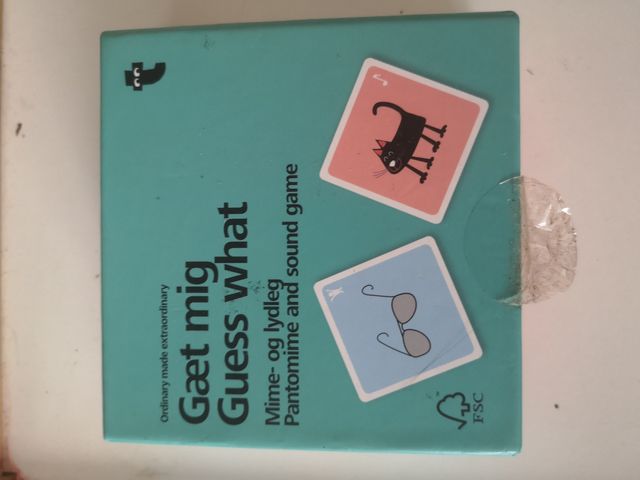 Ordinary made extraordinary
Gæt mig
Guess what
Mime- og lydleg
Pantomime and sound game
FSC